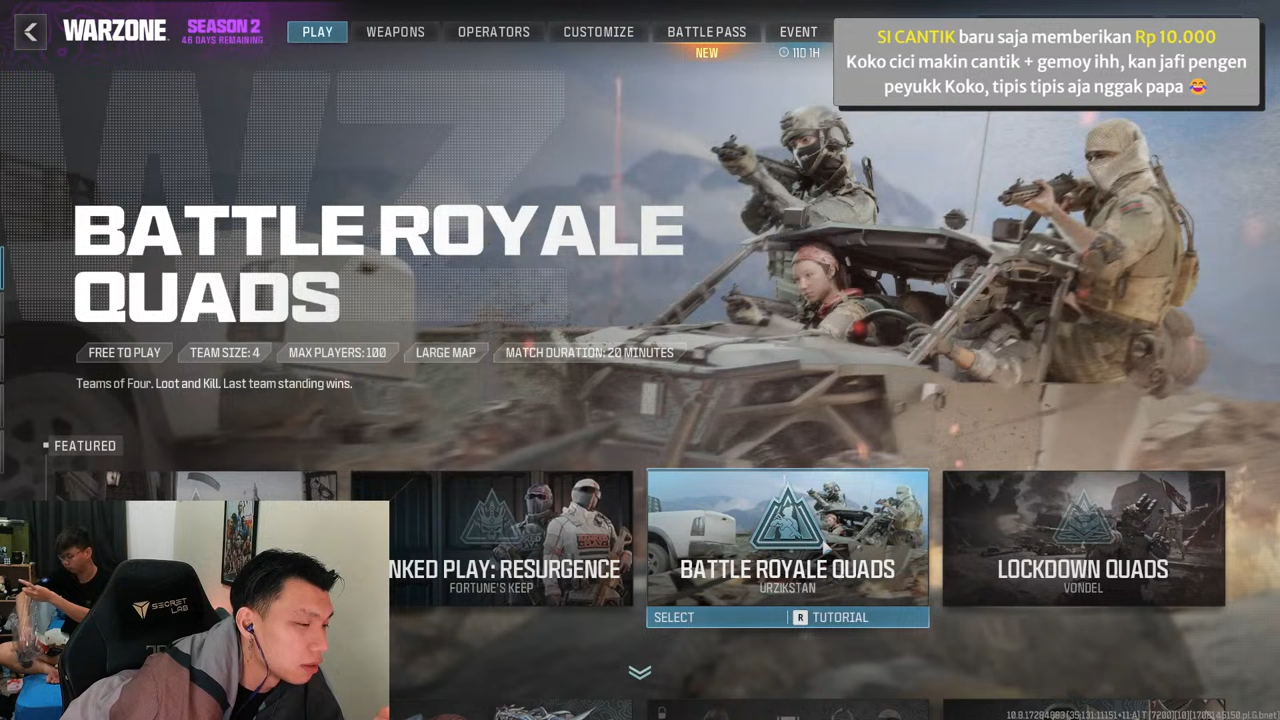 WARZONE
SEASON 2
46 DAYS REMAINING
PLAY
WEAPONS
OPERATORS
CUSTOMIZE
BATTLE PASS
NEW
EVENT
11D 1H
SI CANTIK baru saja memberikan Rp 10.000
Koko cici makin cantik + gemoy ihh, kan jafi pengen
peyukk Koko, tipis tipis aja nggak papa 😂
BATTLE ROYALE
QUADS
FREE TO PLAY
TEAM SIZE: 4
MAX PLAYERS: 100
LARGE MAP
MATCH DURATION: 20 MINUTES
Teams of Four. Loot and Kill. Last team standing wins.
FEATURED
NKED PLAY: RESURGENCE
FORTUNE'S KEEP
BATTLE ROYALE QUADS
URZIKSTAN
SELECT
R TUTORIAL
LOCKDOWN QUADS
VONDEL
SECRET
LAB